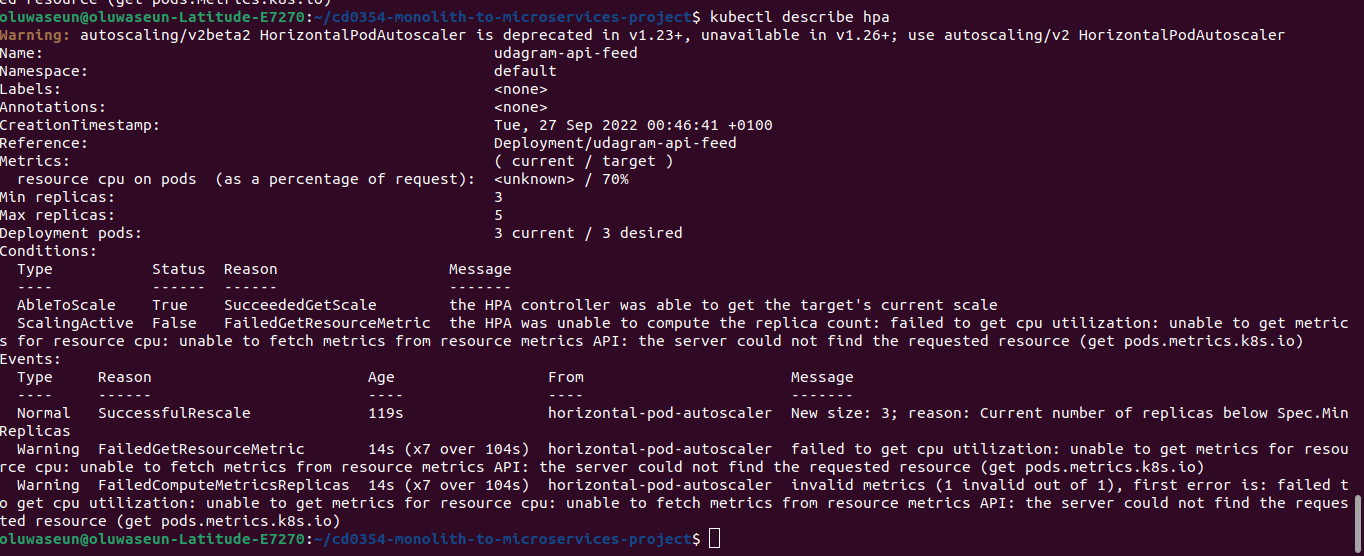 ced resource (get pods.metrics.k8s.io)
oluwaseun@oluwaseun-Latitude-E7270:~/cd0354-monolith-to-microservices-project$ kubectl describe hpa
Warning: autoscaling/v2beta2 HorizontalPodAutoscaler is deprecated in v1.23+, unavailable in v1.26+; use autoscaling/v2 HorizontalPodAutoscaler
Name: udagram-api-feed
Namespace: default
Labels: <none>
Annotations: <none>
CreationTimestamp: Tue, 27 Sep 2022 00:46:41 +0100
Reference: Deployment/udagram-api-feed
Metrics: ( current / target )
resource cpu on pods (as a percentage of request): <unknown> / 70%
Min replicas: 3
Max replicas: 5
Deployment pods: 3 current / 3 desired
Conditions:
Type Status Reason Message
---- ------ ------ -------
AbleToScale True SucceededGetScale the HPA controller was able to get the target's current scale
ScalingActive False FailedGetResourceMetric the HPA was unable to compute the replica count: failed to get cpu utilization: unable to get metric
s for resource cpu: unable to fetch metrics from resource metrics API: the server could not find the requested resource (get pods.metrics.k8s.io)
Events:
Type Reason Age From Message
---- ------ ---- ---- -------
Normal SuccessfulRescale 119s horizontal-pod-autoscaler New size: 3; reason: Current number of replicas below Spec.Min
Replicas
Warning FailedGetResourceMetric 14s (x7 over 104s) horizontal-pod-autoscaler failed to get cpu utilization: unable to get metrics for resou
rce cpu: unable to fetch metrics from resource metrics API: the server could not find the requested resource (get pods.metrics.k8s.io)
Warning FailedComputeMetricsReplicas 14s (x7 over 104s) horizontal-pod-autoscaler invalid metrics (1 invalid out of 1), first error is: failed t
o get cpu utilization: unable to get metrics for resource cpu: unable to fetch metrics from resource metrics API: the server could not find the reques
ted resource (get pods.metrics.k8s.io)
oluwaseun@oluwaseun-Latitude-E7270:~/cd0354-monolith-to-microservices-project$